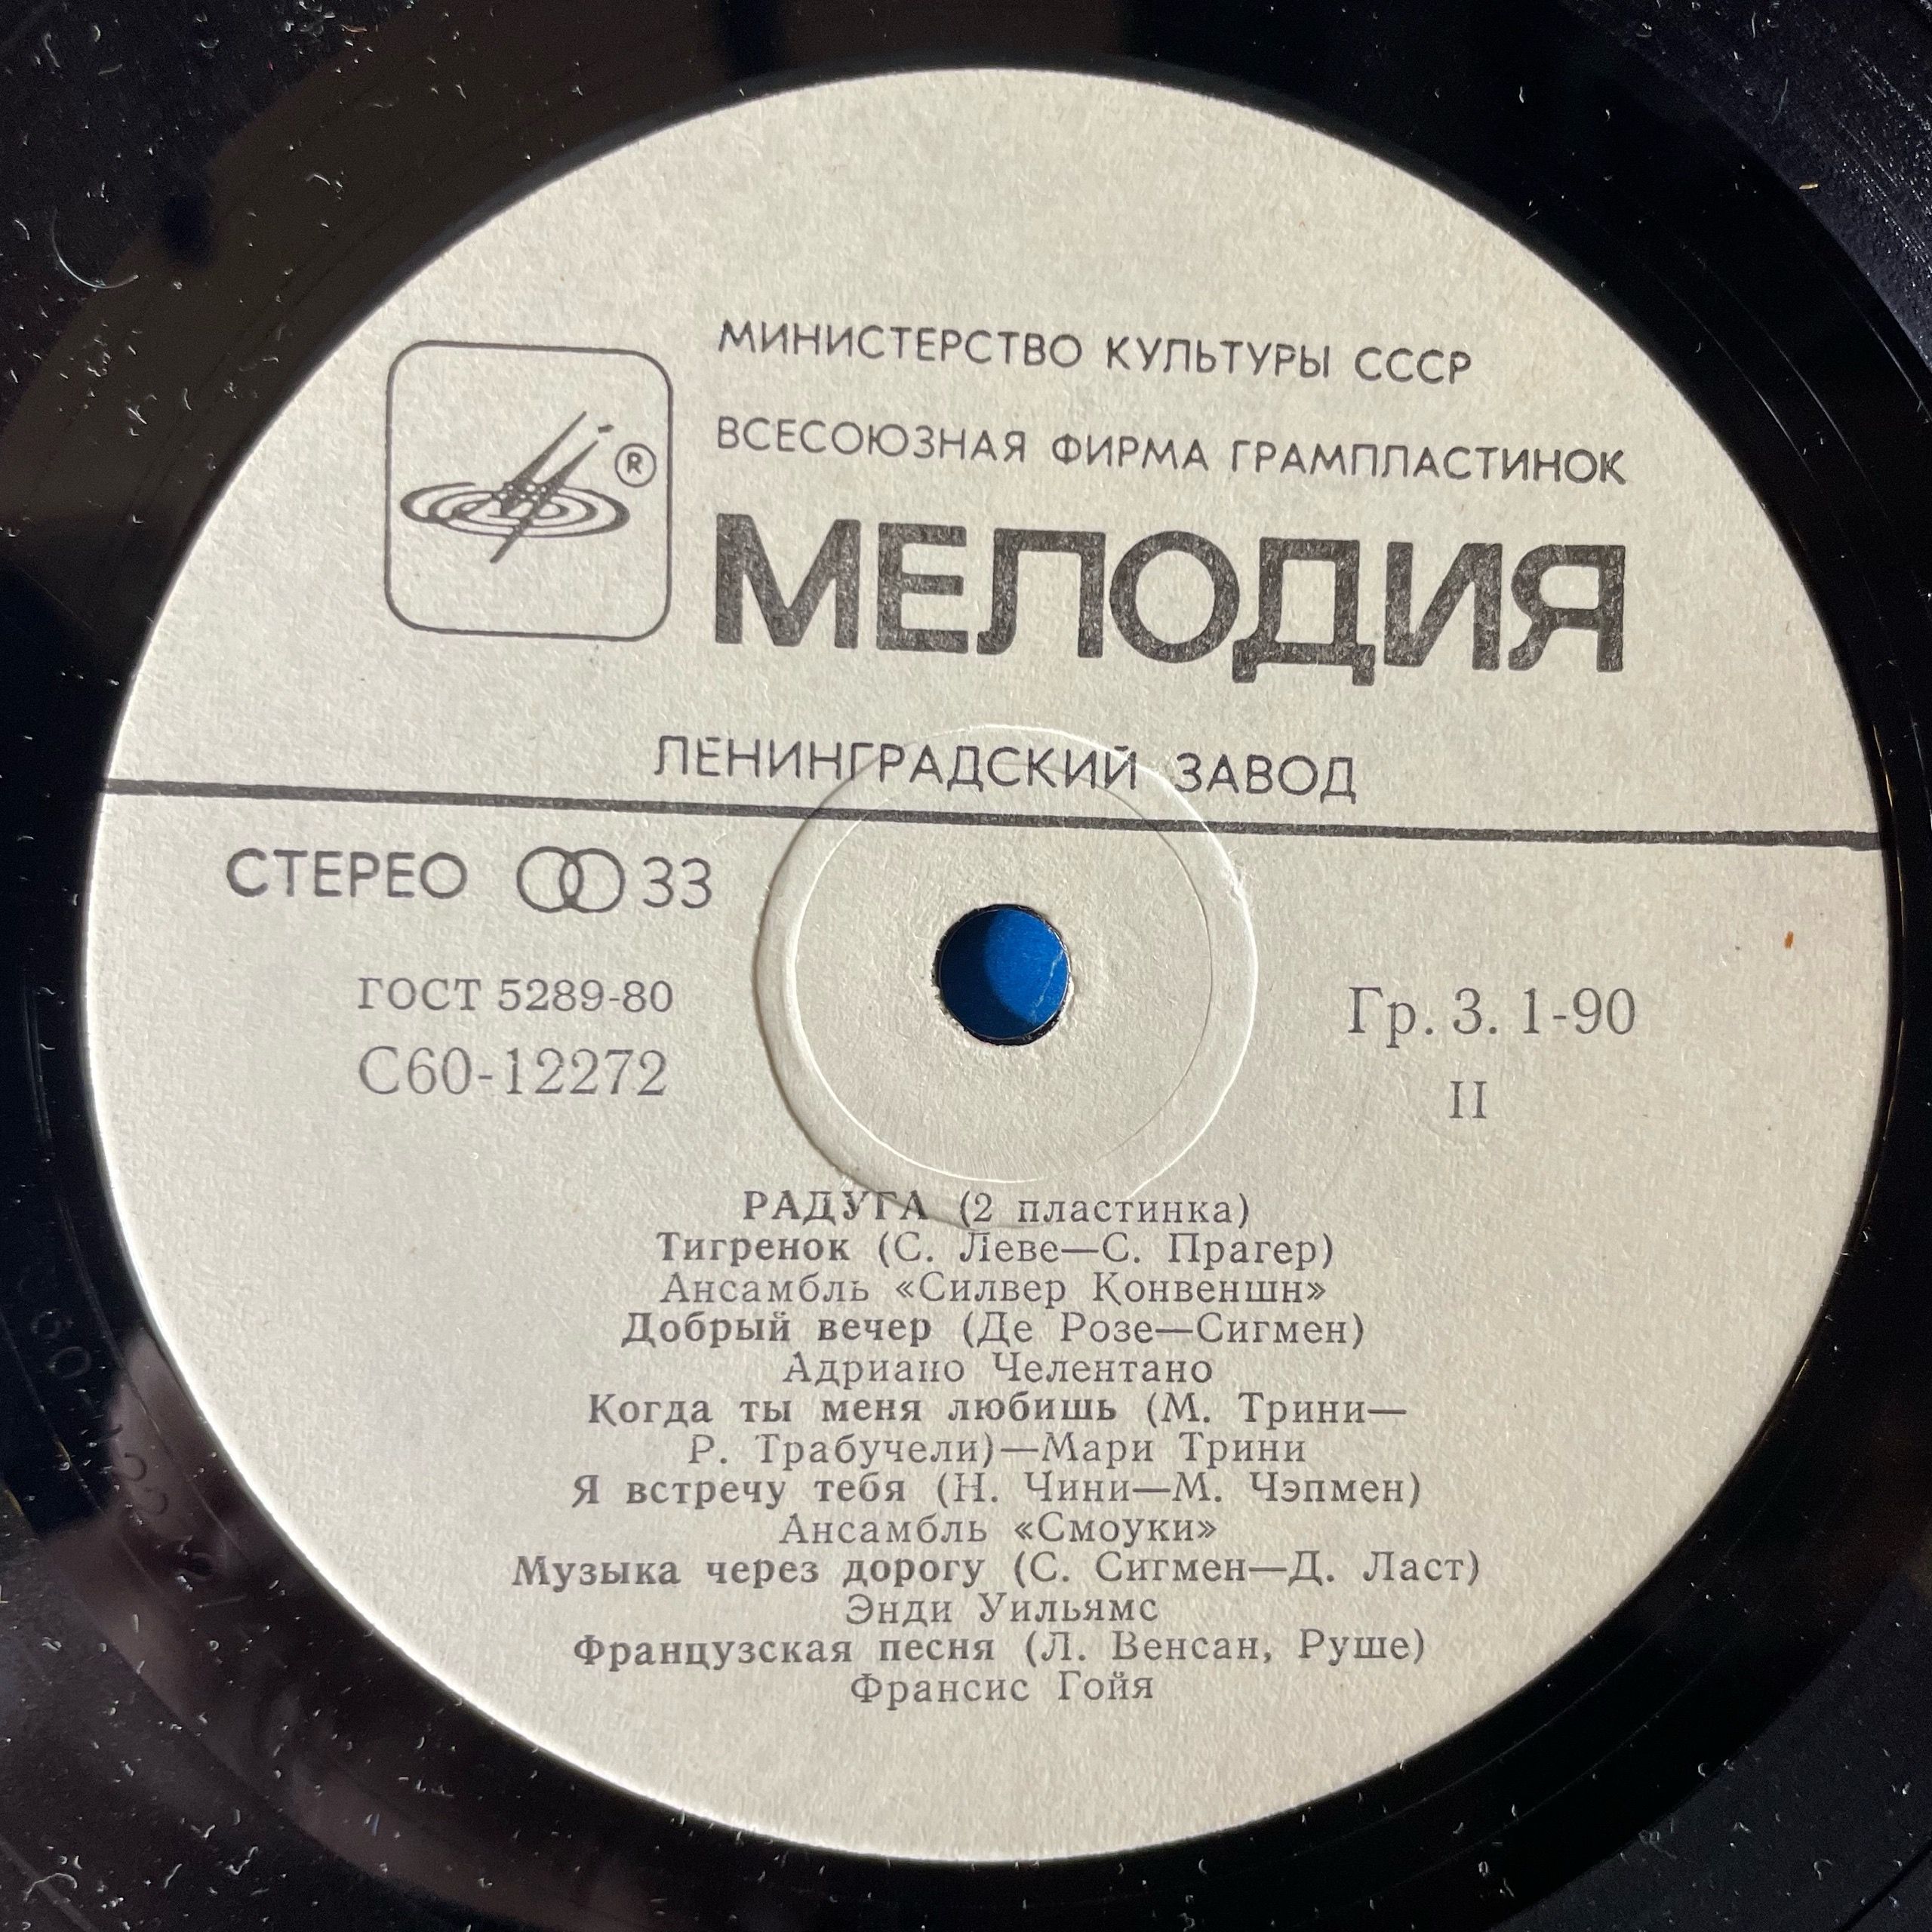 МИНИСТЕРСТВО КУЛЬТУРЫ СССР
ВСЕСОЮЗНАЯ ФИРМА ГРАМПЛАСТИНОК
®
МЕЛОДИЯ
ЛЕНИНГРАДСКИЙ ЗАВОД
СТЕРЕО 33
ГОСТ 5289-80
С60-12272
Гр. 3. 1-90
II
РАДУГА (2 пластинка)
Тигренок (С. Леве—С. Прагер)
Ансамбль «Силвер Конвеншн»
Добрый вечер (Де Розе—Сигмен)
Адриано Челентано
Когда ты меня любишь (М. Трини—
Р. Трабучели)—Мари Трини
Я встречу тебя (Н. Чини—М. Чэпмен)
Ансамбль «Смоуки»
Музыка через дорогу (С. Сигмен—Д. Ласт)
Энди Уильямс
Французская песня (Л. Венсан, Руше)
Франсис Гойя